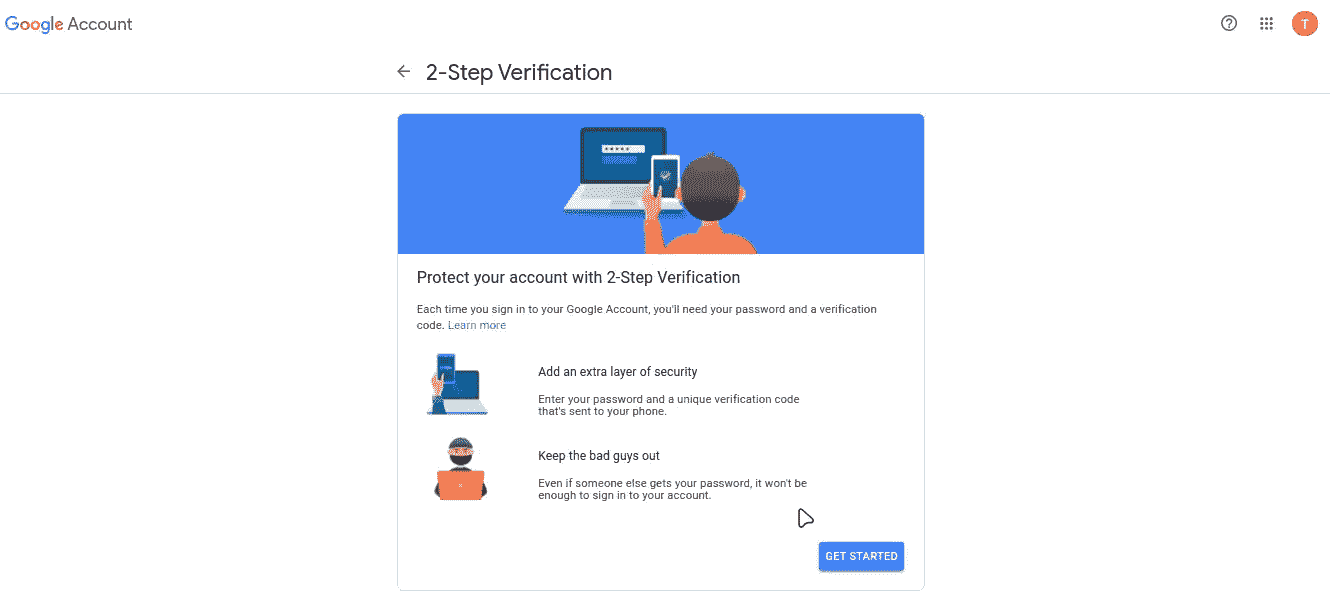 Google Account
T
2-Step Verification
Protect your account with 2-Step Verification
Each time you sign in to your Google Account, you'll need your password and a verification
code. Learn more
Add an extra layer of security
Enter your password and a unique verification code
that's sent to your phone.
Keep the bad guys out
Even if someone else gets your password, it won't be
enough to sign in to your account.
GET STARTED